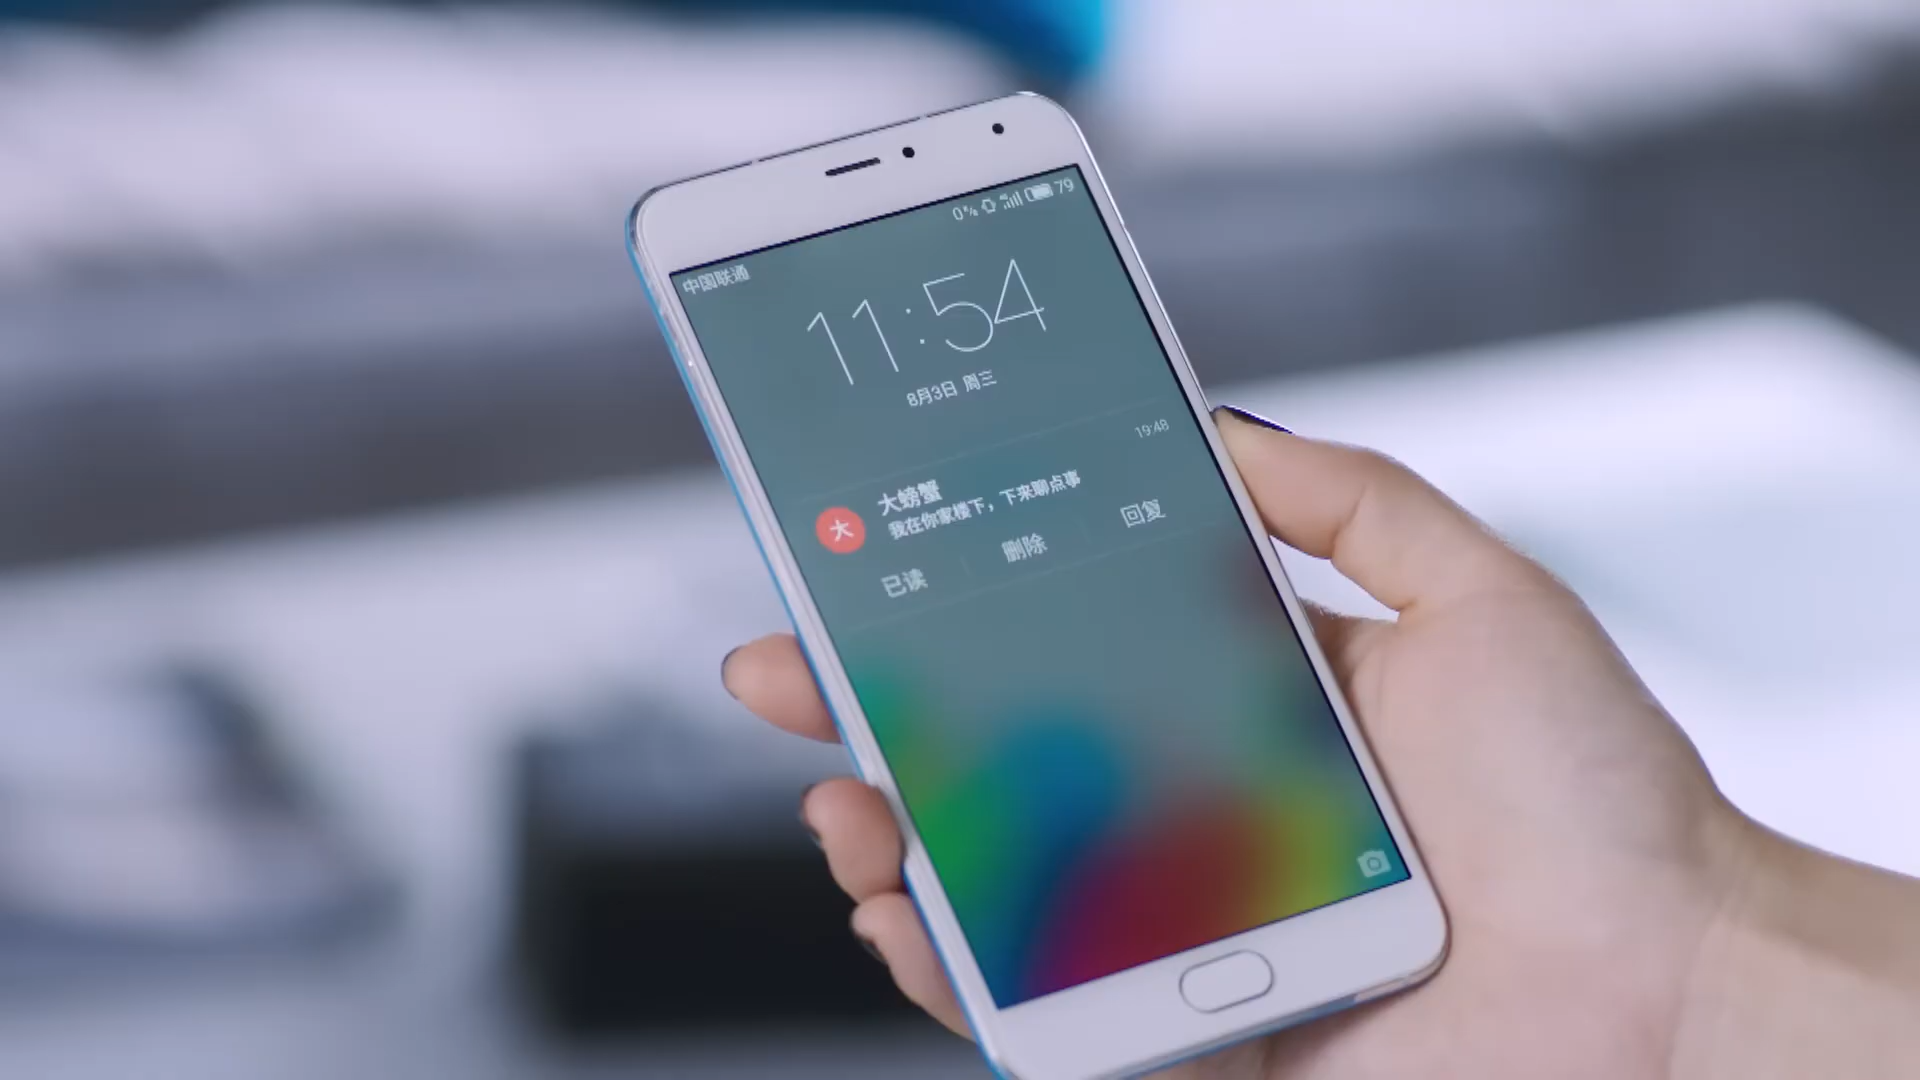 0% 79
中国联通
11:54
8月3日 周三
19:48
大 大螃蟹
我在你家楼下，下来聊点事
已读 删除 回复